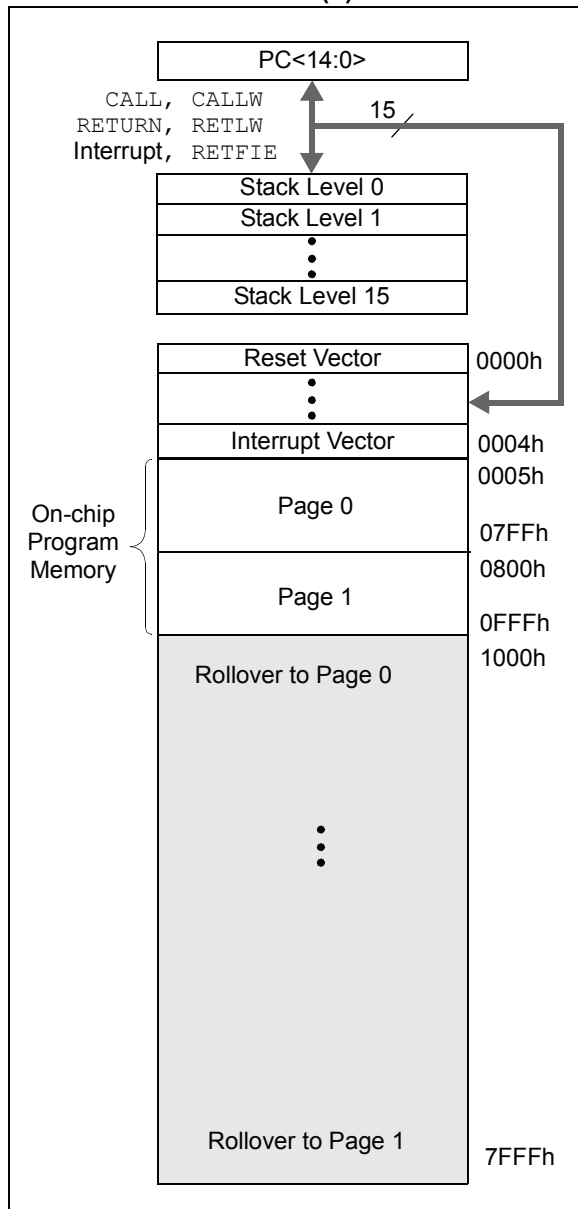 PC<14:0>
CALL, CALLW
RETURN, RETLW
Interrupt, RETFIE
15
Stack Level 0
Stack Level 1
Stack Level 15
Reset Vector
0000h
Interrupt Vector
0004h
0005h
On-chip
Program
Memory
Page 0
07FFh
0800h
Page 1
0FFFh
1000h
Rollover to Page 0
Rollover to Page 1
7FFFh